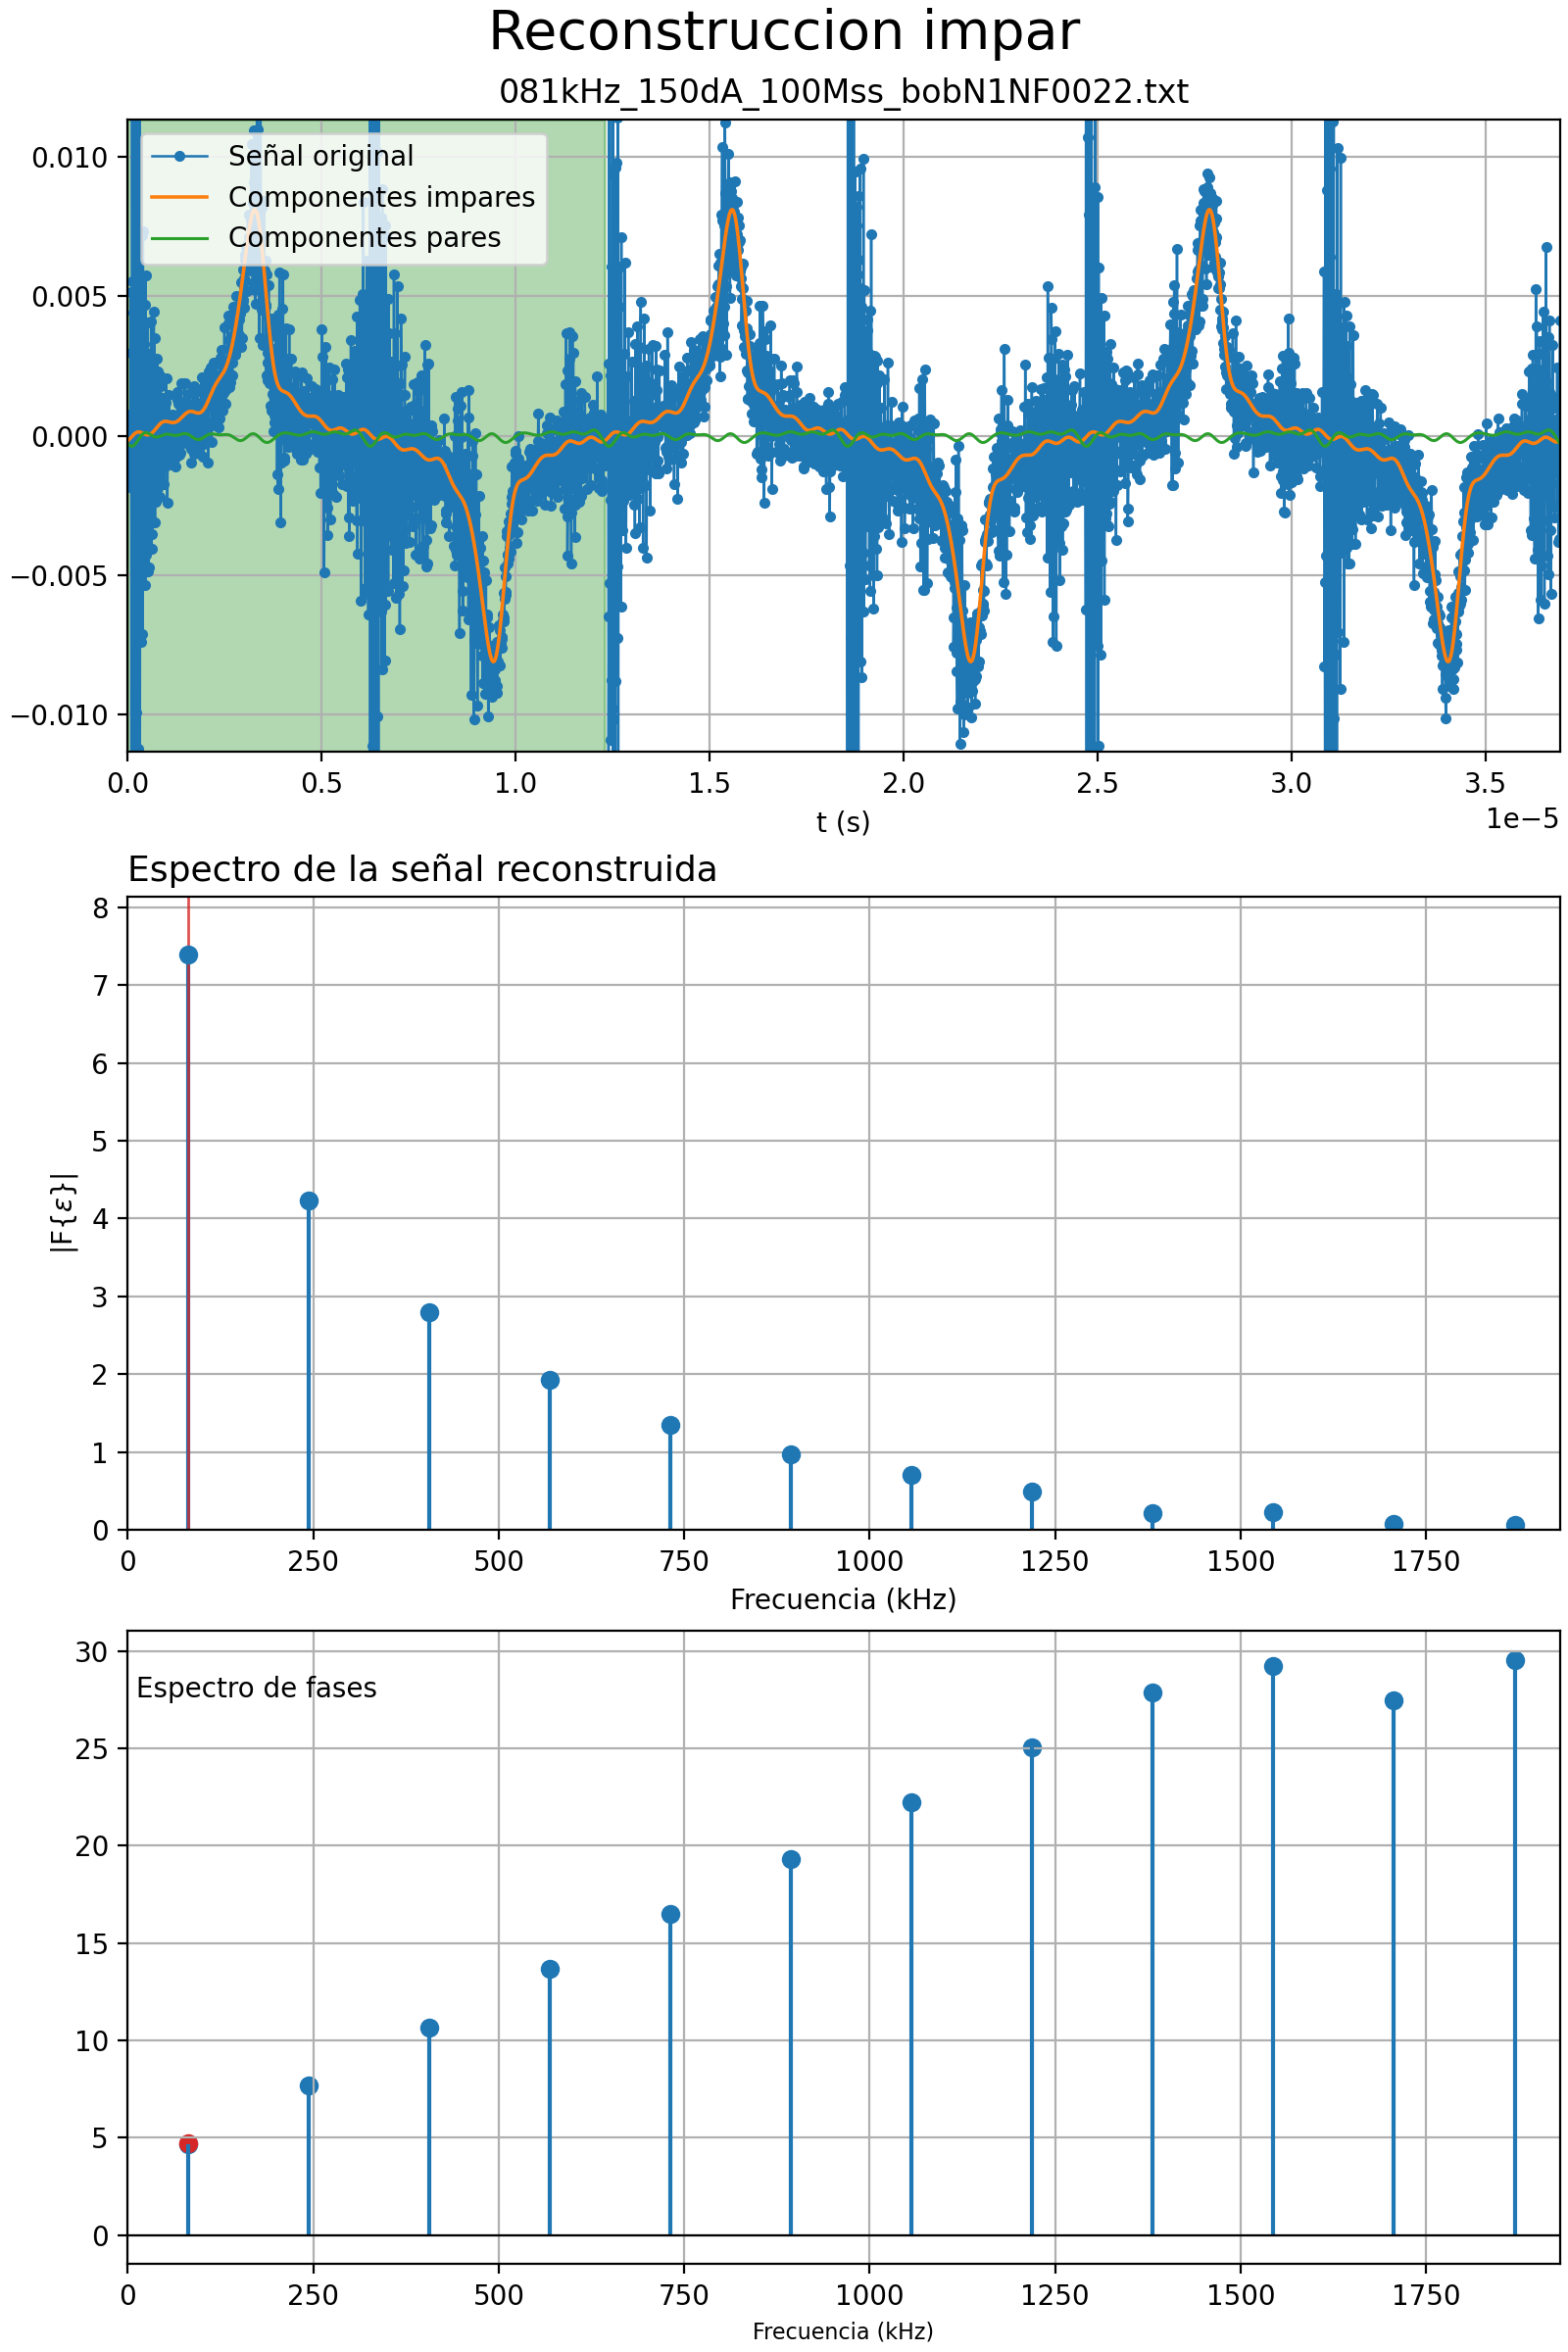 Reconstruccion impar
081kHz_150dA_100Mss_bobN1NF0022.txt
Señal original
Componentes impares
Componentes pares
0.010
0.005
0.000
−0.005
−0.010
0.0 0.5 1.0 1.5 2.0 2.5 3.0 3.5
1e−5
t (s)
Espectro de la señal reconstruida
8
7
6
5
4
3
2
1
0
|F{ε}|
0 250 500 750 1000 1250 1500 1750
Frecuencia (kHz)
Espectro de fases
30
25
20
15
10
5
0
0 250 500 750 1000 1250 1500 1750
Frecuencia (kHz)